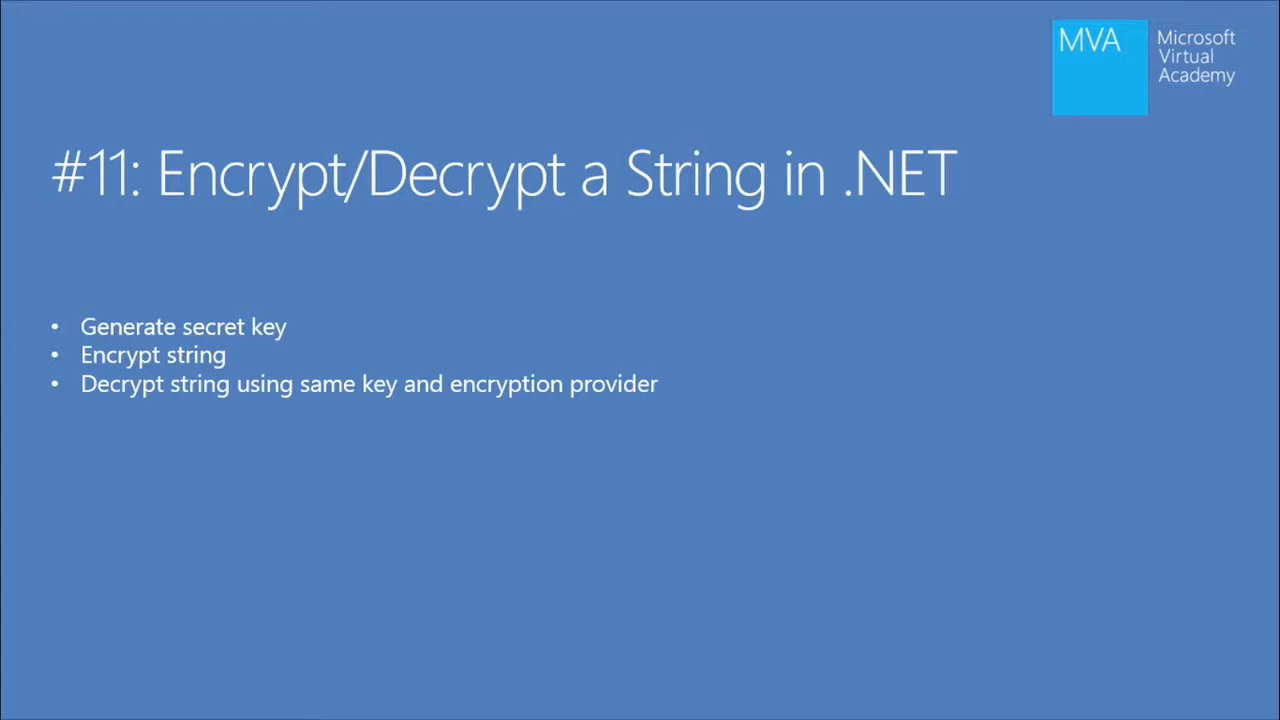 MVA
Microsoft
Virtual
Academy
#11: Encrypt/Decrypt a String in .NET
• Generate secret key
• Encrypt string
• Decrypt string using same key and encryption provider